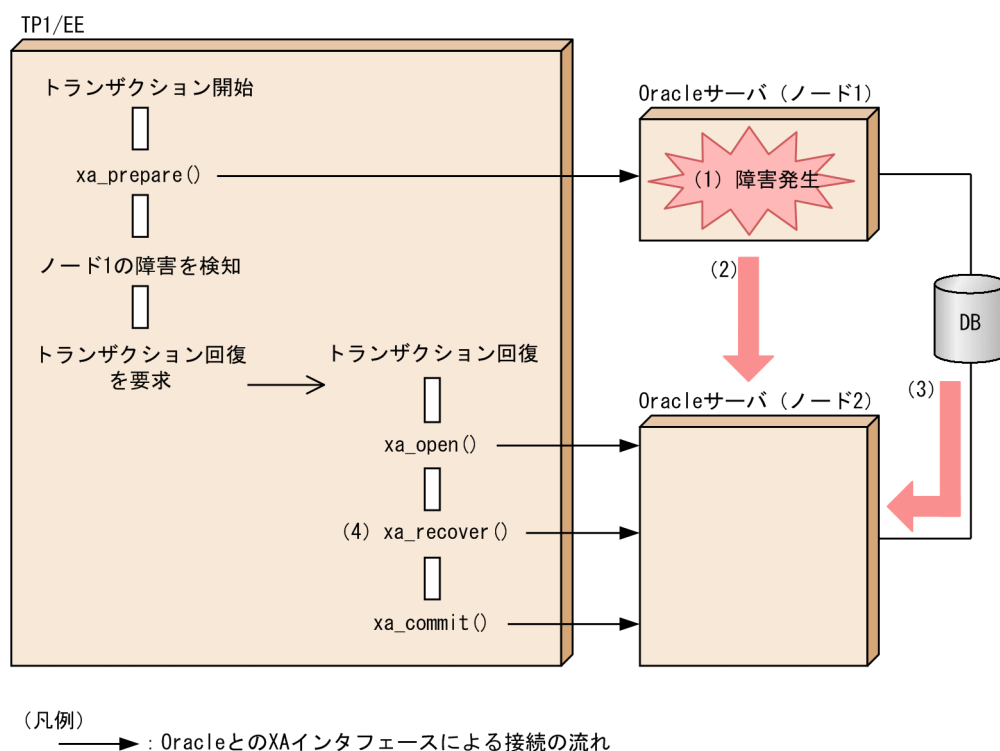 TP1/EE
トランザクション開始
xa_prepare()
ノード1の障害を検知
トランザクション回復
を要求
トランザクション回復
xa_open()
(4) xa_recover()
xa_commit()
Oracleサーバ(ノード1)
(1) 障害発生
(2)
DB
(3)
Oracleサーバ(ノード2)
(凡例)
:OracleとのXAインタフェースによる接続の流れ